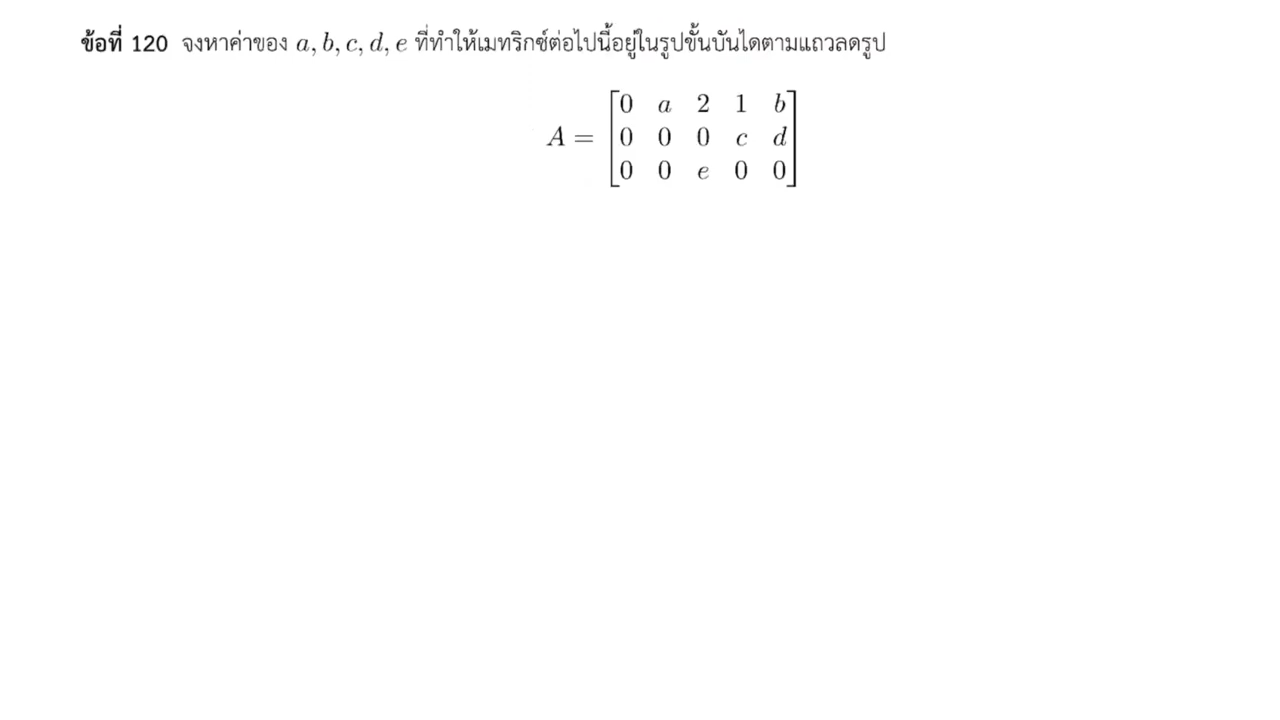 ข้อที่ 120 จงหาค่าของ a, b, c, d, e ที่ทำให้เมทริกซ์ต่อไปนี้อยู่ในรูปขั้นบันไดตามแถวลดรูป
0 a 2 1 b
A = 0 0 0 c d
0 0 e 0 0